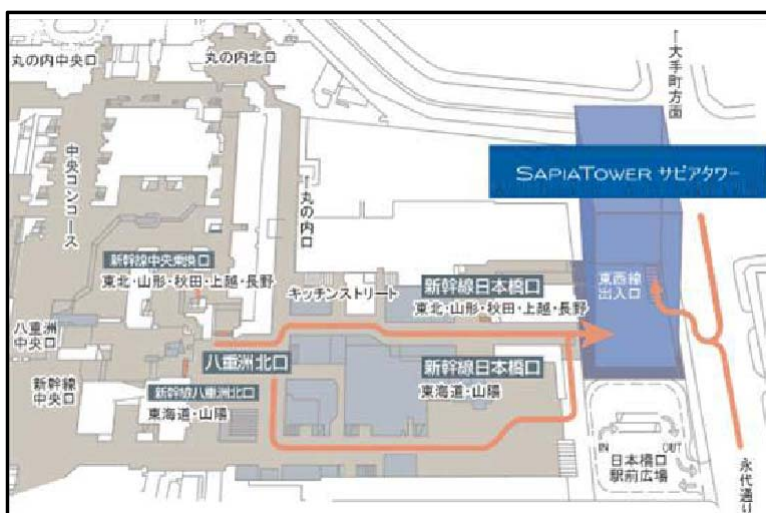 丸の内中央口
丸の内北口
←大手町方面
SAPIATOWER サピアタワー
中央コンコース
←丸の内口
新幹線中央乗換口
東北・山形・秋田・上越・長野
キッチンストリート
新幹線日本橋口
東北・山形・秋田・上越・長野
東西線
出入口
八重洲
中央口
八重洲北口
新幹線日本橋口
東海道・山陽
新幹線
中央口
新幹線八重洲北口
東海道・山陽
IN
OUT
日本橋口
駅前広場
永代通り